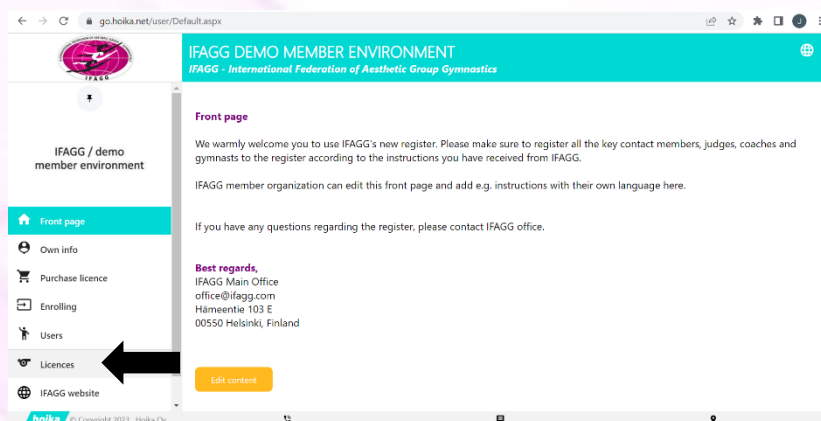 go.hoika.net/user/Default.aspx
J
IFAGG
IFAGG / demo
member environment
Front page
Own info
Purchase licence
Enrolling
Users
Licences
IFAGG website
hoika © Copyright 2023 Hoika Oy
IFAGG DEMO MEMBER ENVIRONMENT
IFAGG - International Federation of Aesthetic Group Gymnastics
Front page
We warmly welcome you to use IFAGG's new register. Please make sure to register all the key contact members, judges, coaches and
gymnasts to the register according to the instructions you have received from IFAGG.
IFAGG member organization can edit this front page and add e.g. instructions with their own language here.
If you have any questions regarding the register, please contact IFAGG office.
Best regards,
IFAGG Main Office
office@ifagg.com
Hämeentie 103 E
00550 Helsinki, Finland
Edit content